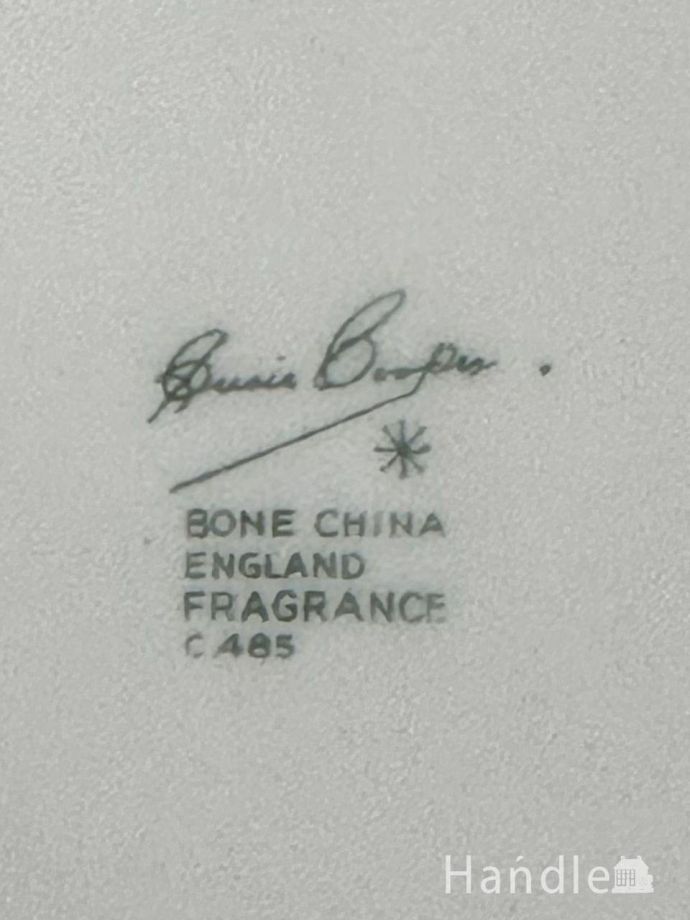 Susie Cooper.
BONE CHINA
ENGLAND
FRAGRANCE
C 485
Handle